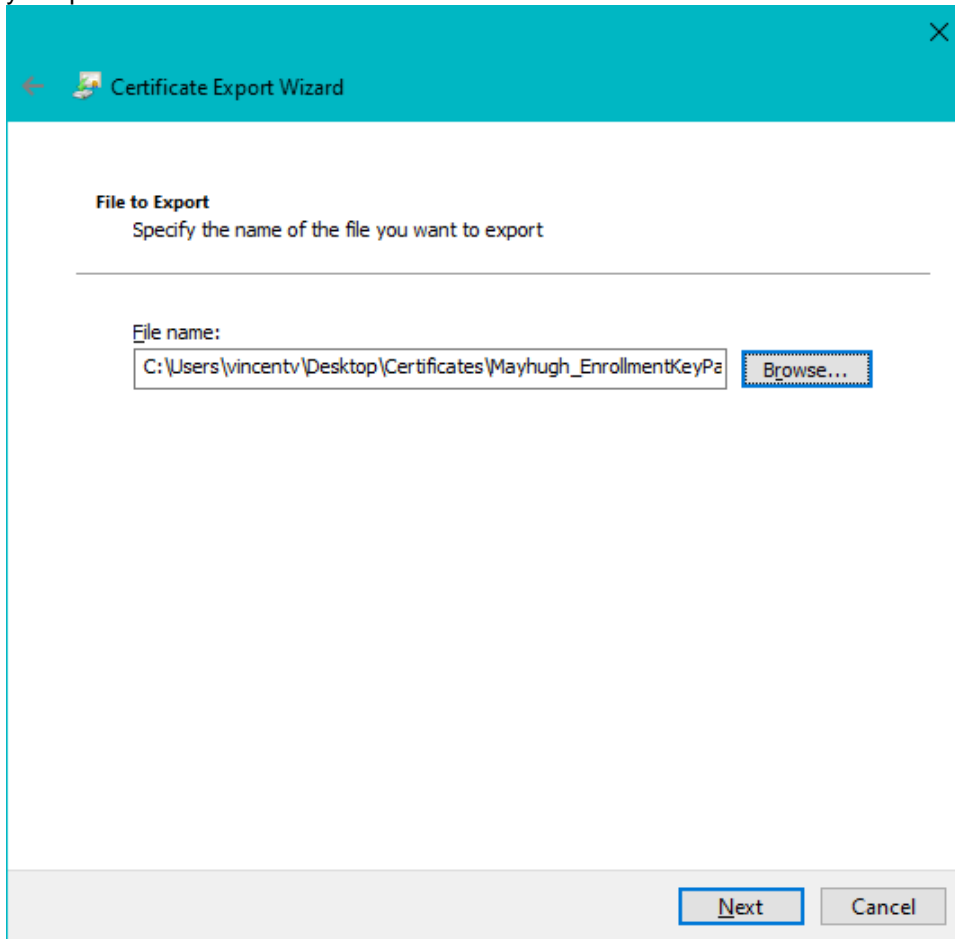 Certificate Export Wizard
File to Export
Specify the name of the file you want to export
File name:
C:\Users\vincentv\Desktop\Certificates\Mayhugh_EnrollmentKeyPa
Browse...
Next
Cancel